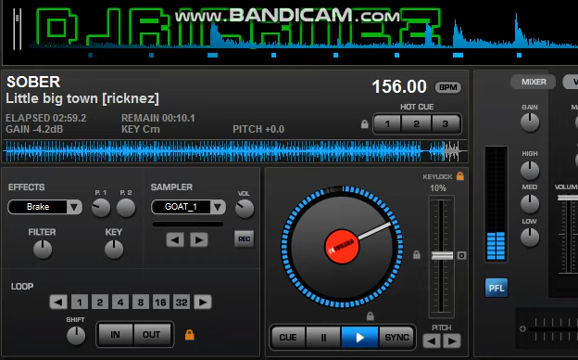 www.BANDICAM.com
DJRICKNEZ
SOBER
Little big town [ricknez]
156.00 BPM
ELAPSED 02:59.2 REMAIN 00:10.1
GAIN -4.2dB KEY Cm PITCH +0.0
HOT CUE
1 2 3
MIXER V
GAIN
HIGH
MED
LOW
VOLUM
PFL
EFFECTS P. 1 P. 2
Brake
FILTER KEY
SAMPLER VOL
GOAT_1
REC
LOOP
1 2 4 8 16 32
SHIFT IN OUT
KEYLOCK
10%
CUE II SYNC
PITCH